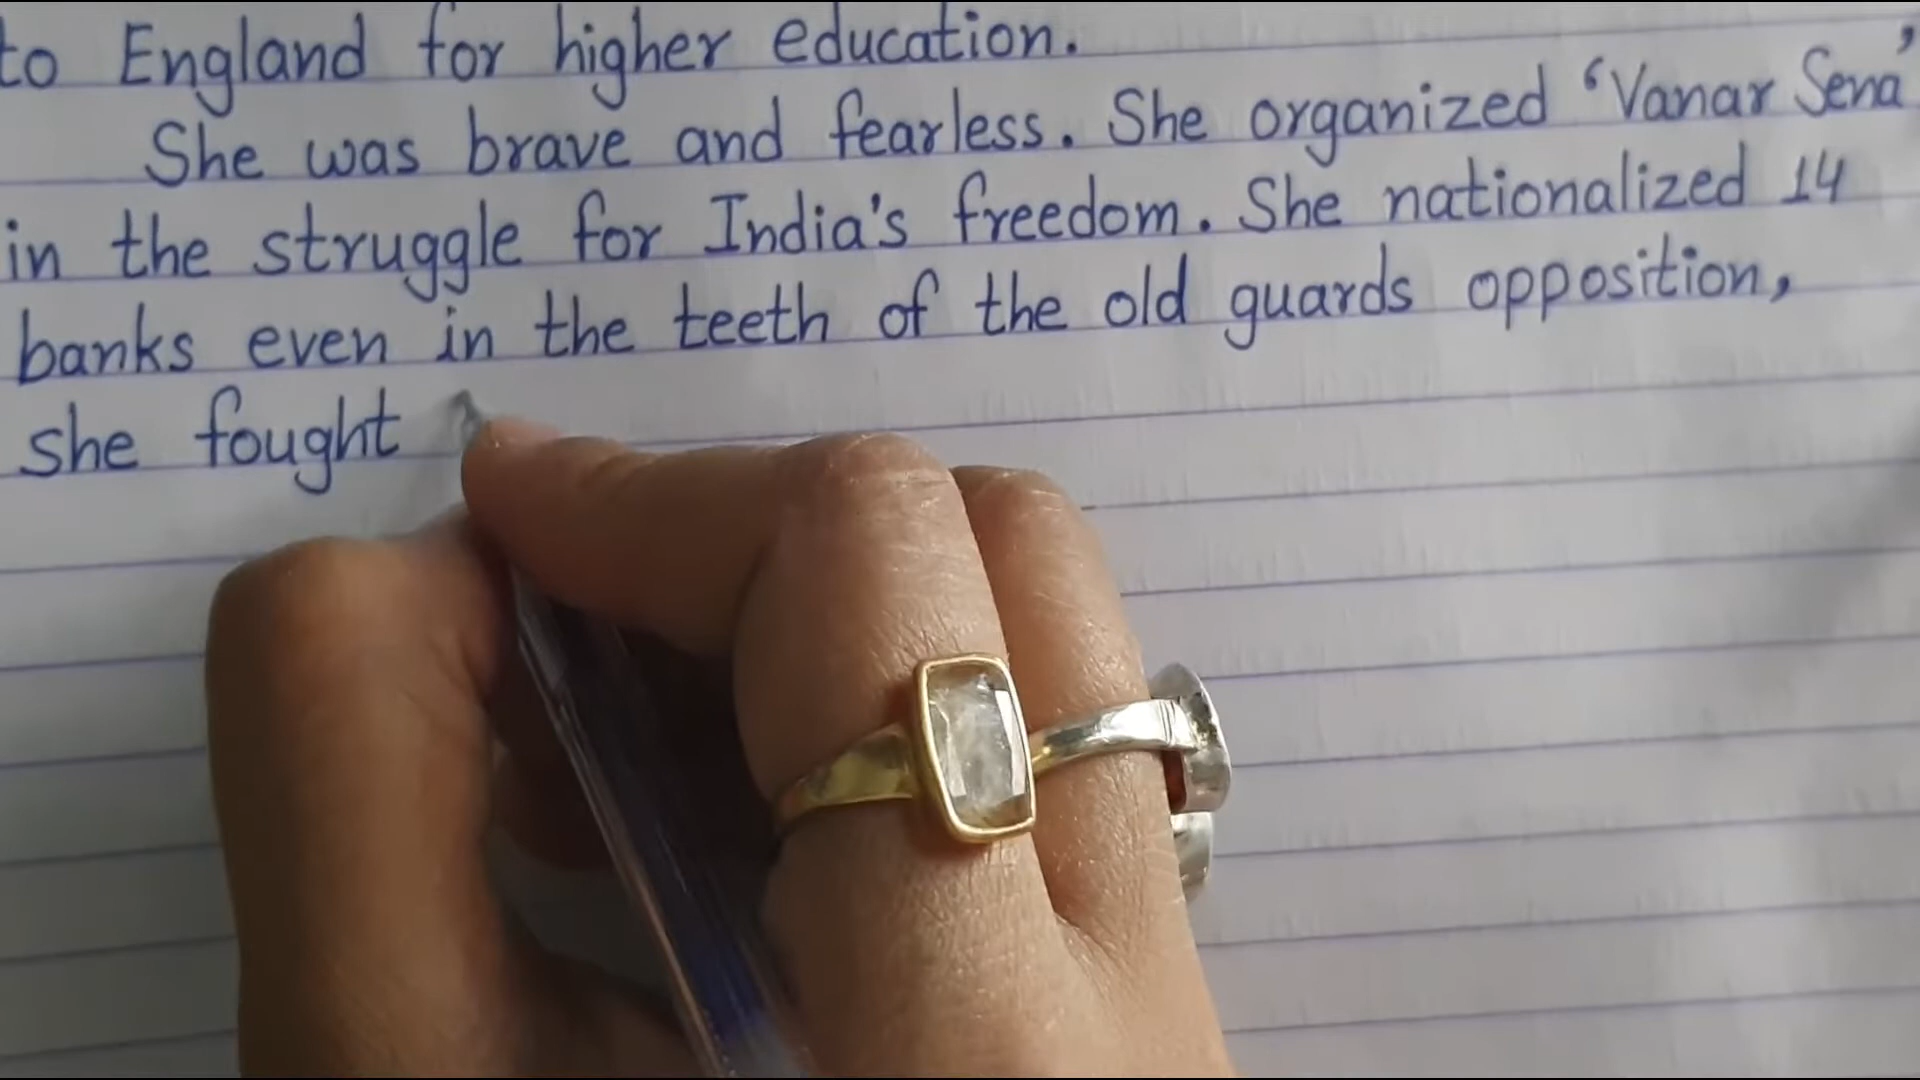 to England for higher education.
She was brave and fearless. She organized ‘Vanar Sena’
in the struggle for India's freedom. She nationalized 14
banks even in the teeth of the old guards opposition,
she fought